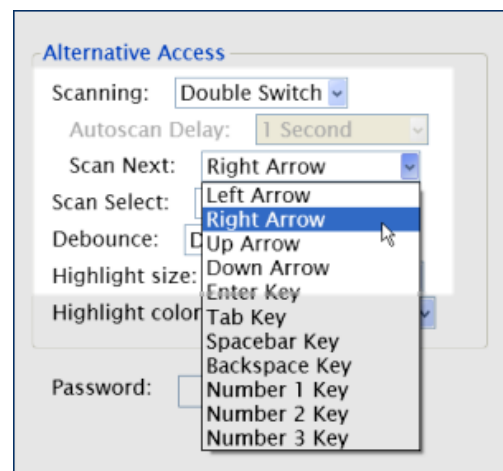 Alternative Access
Scanning: Double Switch
Autoscan Delay: 1 Second
Scan Next: Right Arrow
Scan Select:
Left Arrow
Right Arrow
Debounce: D
Up Arrow
Highlight size:
Down Arrow
Enter Key
Highlight color
Tab Key
Spacebar Key
Backspace Key
Password:
Number 1 Key
Number 2 Key
Number 3 Key